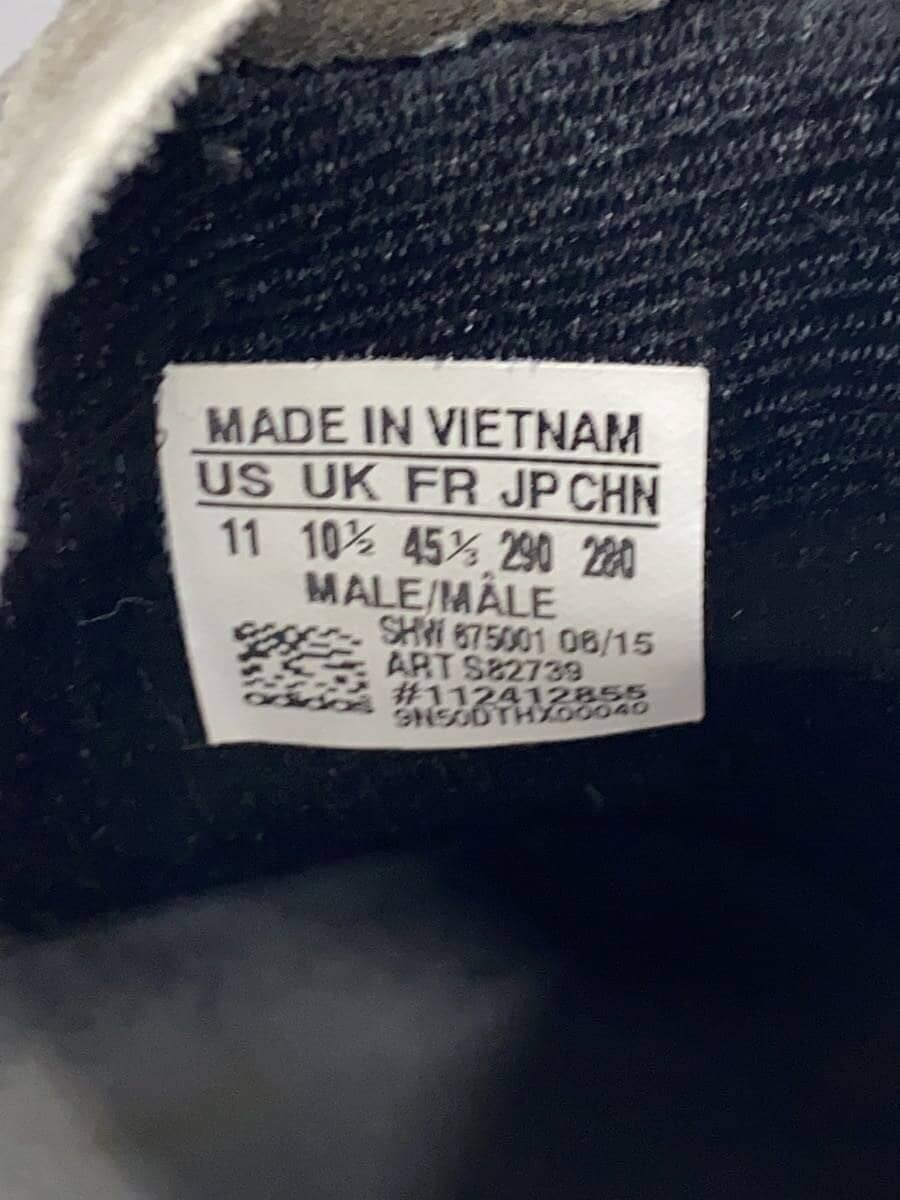 MADE IN VIETNAM
US UK FR JP CHN
11 10½ 45⅓ 290 280
MALE/MÂLE
SHW 675001 06/15
ART S82739
#112412855
9N50DTHX00040
adidas